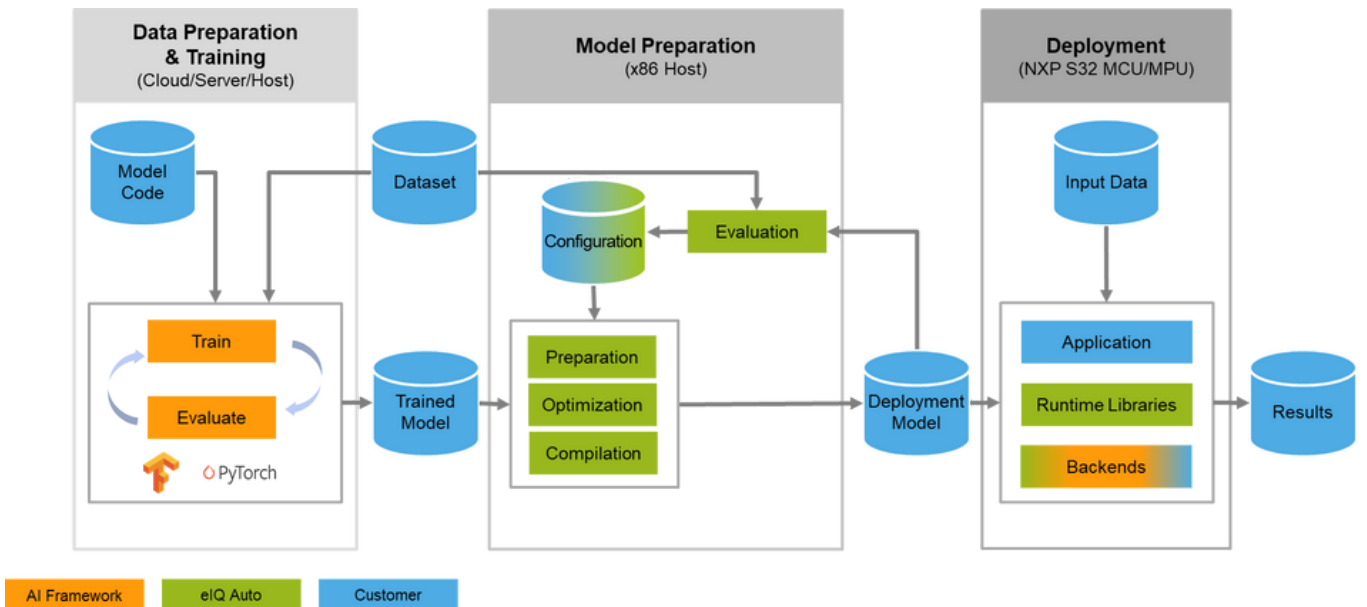 Data Preparation
& Training
(Cloud/Server/Host)
Model Preparation
(x86 Host)
Deployment
(NXP S32 MCU/MPU)
Model
Code
Dataset
Configuration
Evaluation
Input Data
Train
Evaluate
PyTorch
Trained
Model
Preparation
Optimization
Compilation
Deployment
Model
Application
Runtime Libraries
Backends
Results
AI Framework
eIQ Auto
Customer